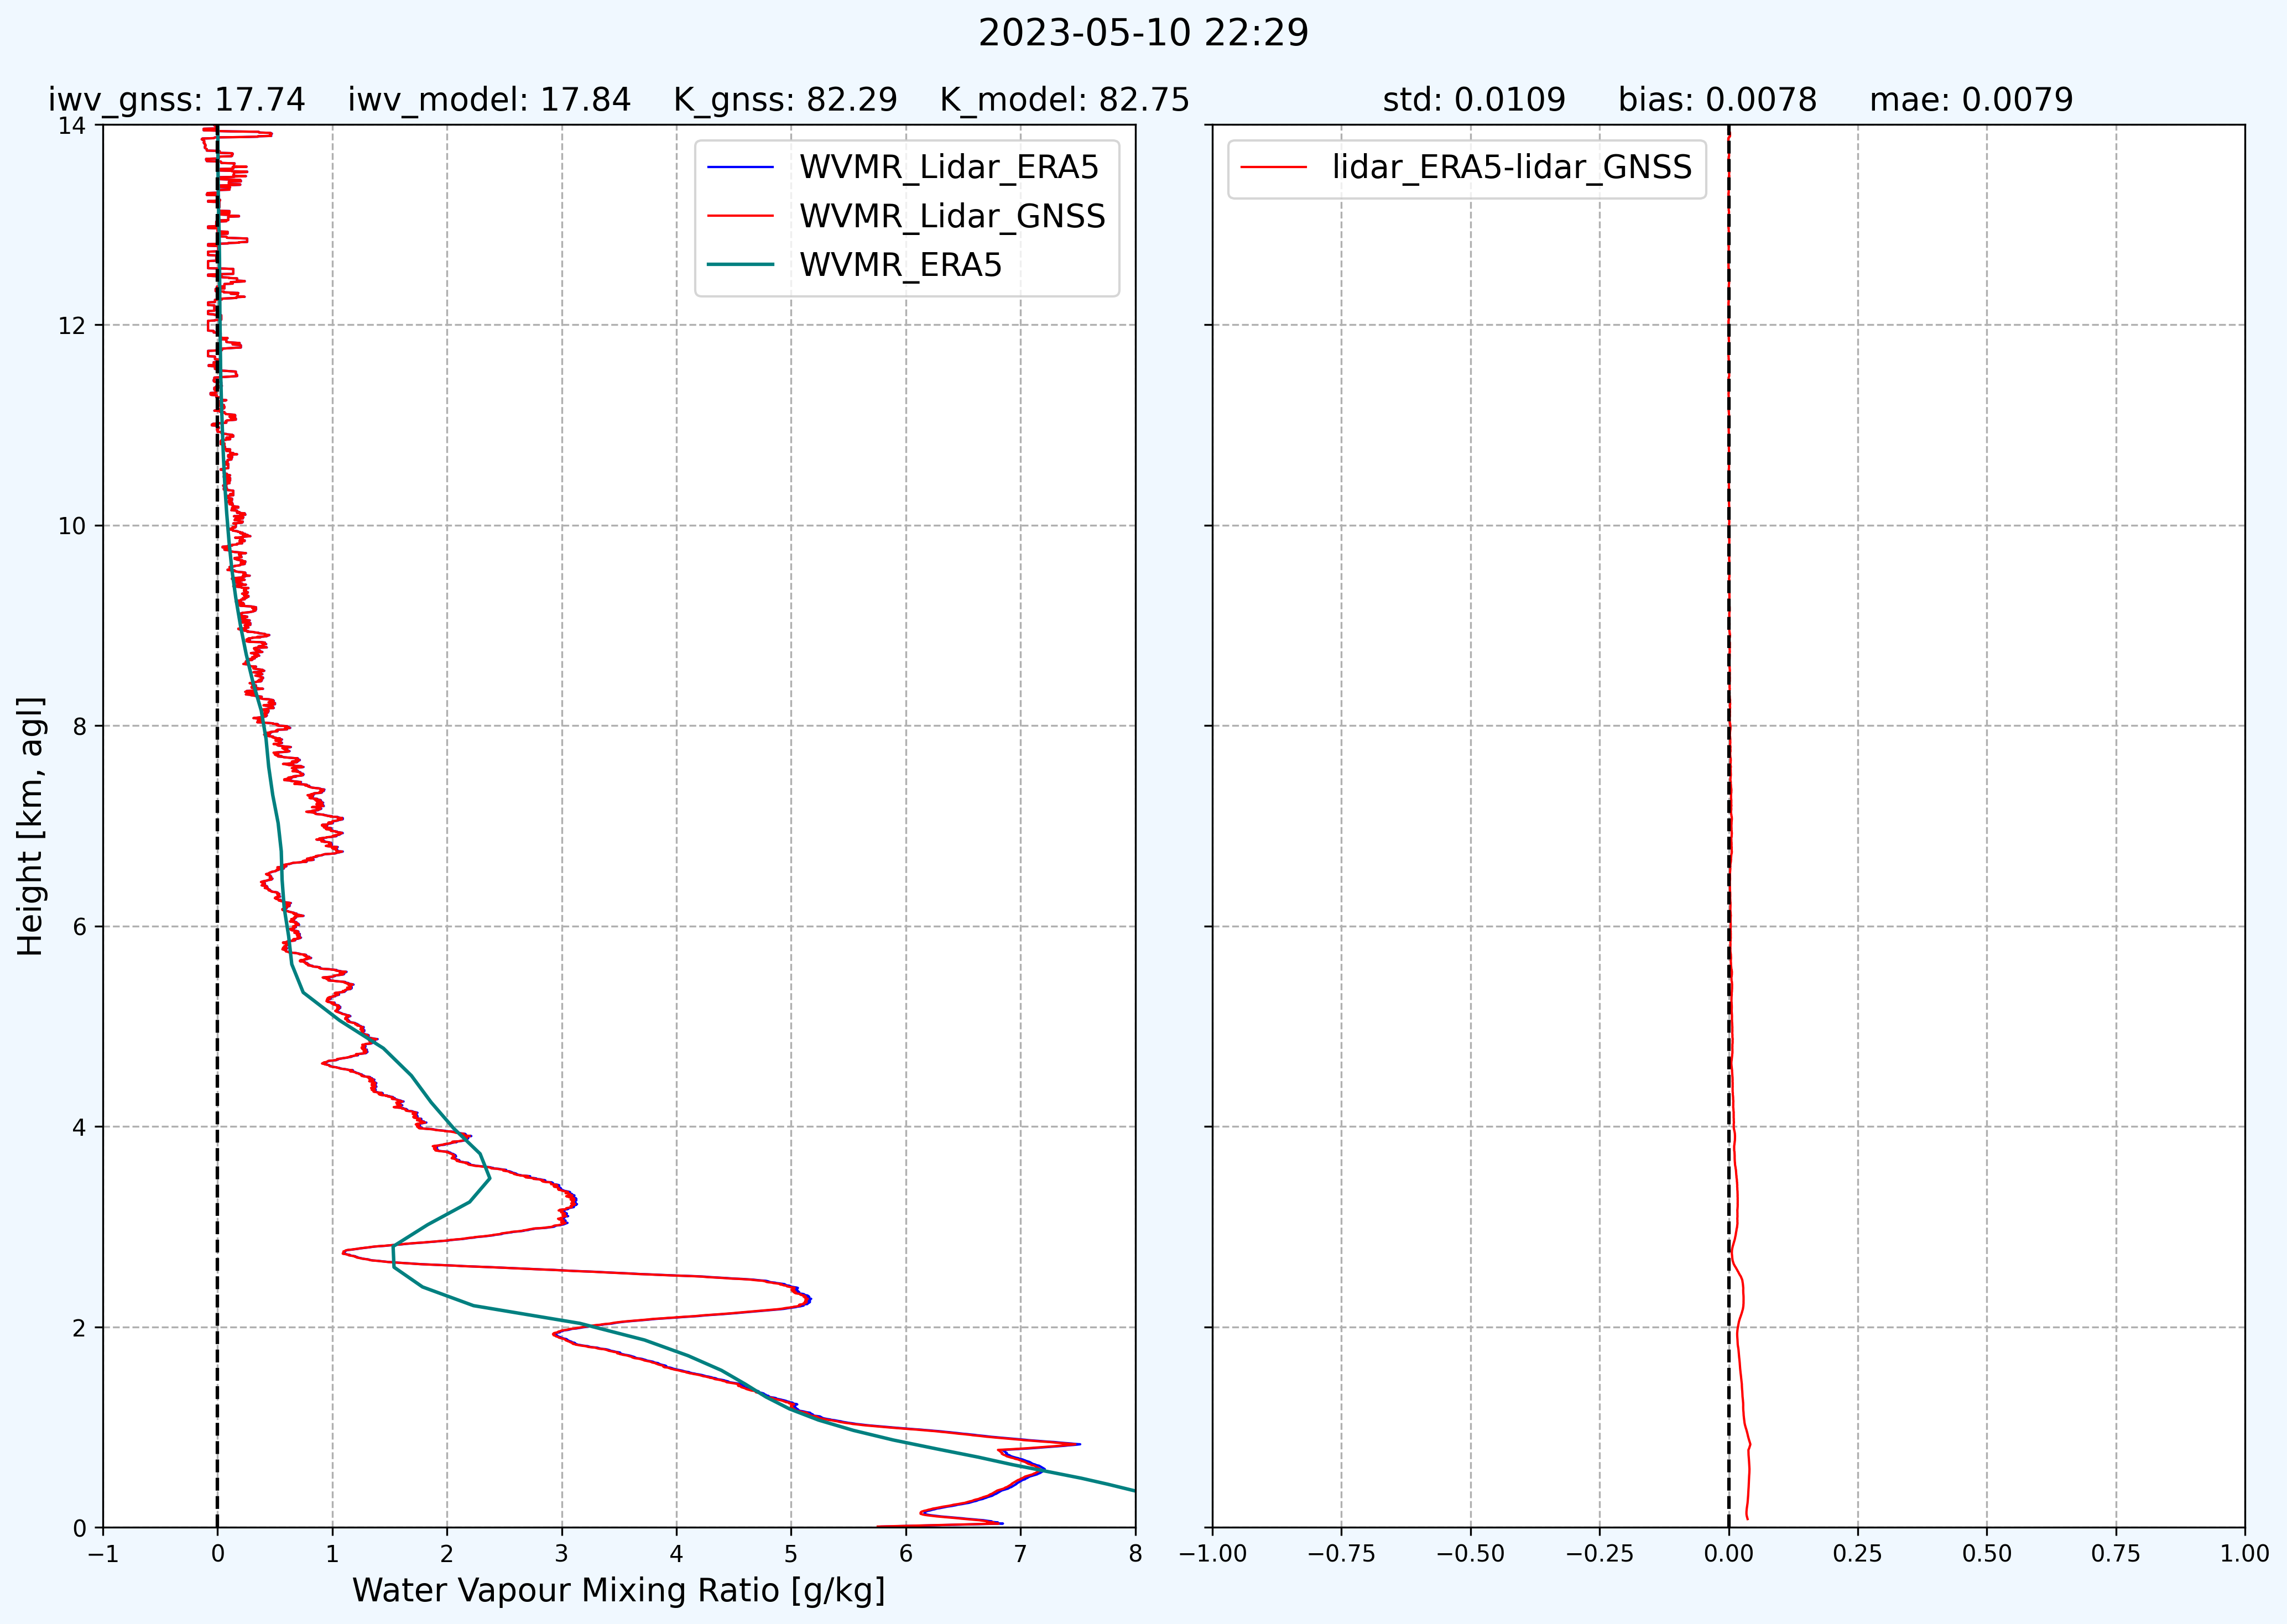 2023-05-10 22:29
iwv_gnss: 17.74 iwv_model: 17.84 K_gnss: 82.29 K_model: 82.75
std: 0.0109 bias: 0.0078 mae: 0.0079
WVMR_Lidar_ERA5
WVMR_Lidar_GNSS
WVMR_ERA5
lidar_ERA5-lidar_GNSS
Height [km, agl]
14
12
10
8
6
4
2
0
−1 0 1 2 3 4 5 6 7 8
Water Vapour Mixing Ratio [g/kg]
−1.00 −0.75 −0.50 −0.25 0.00 0.25 0.50 0.75 1.00